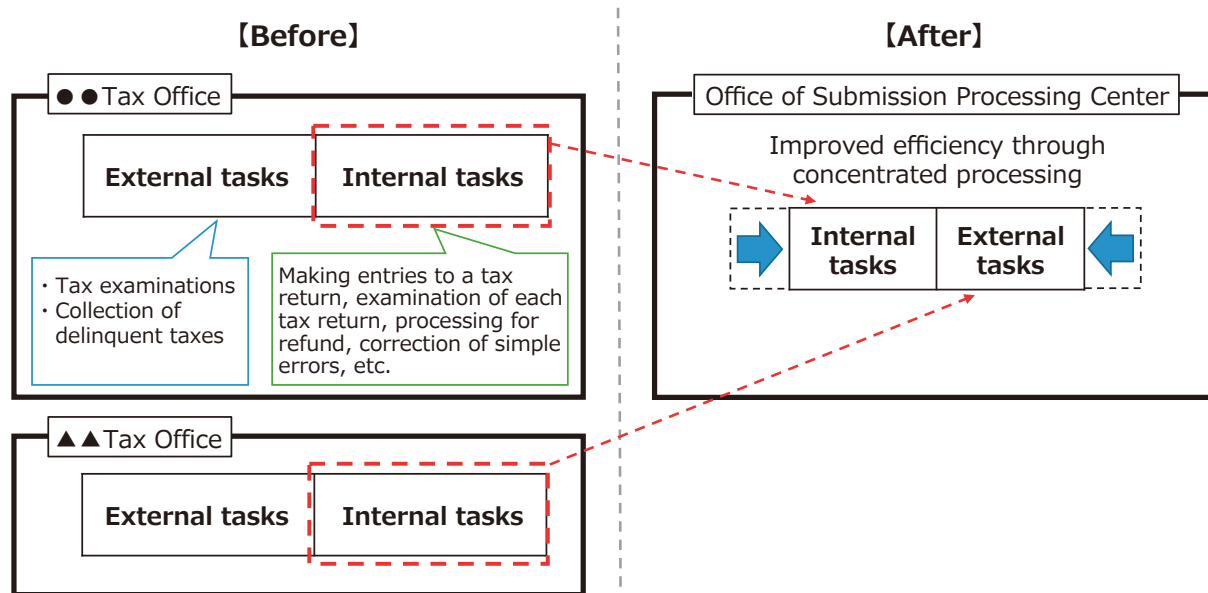 【Before】
●●Tax Office
External tasks
Internal tasks
・Tax examinations
・Collection of
delinquent taxes
Making entries to a tax
return, examination of each
tax return, processing for
refund, correction of simple
errors, etc.
▲▲Tax Office
External tasks
Internal tasks
【After】
Office of Submission Processing Center
Improved efficiency through
concentrated processing
Internal
tasks
External
tasks